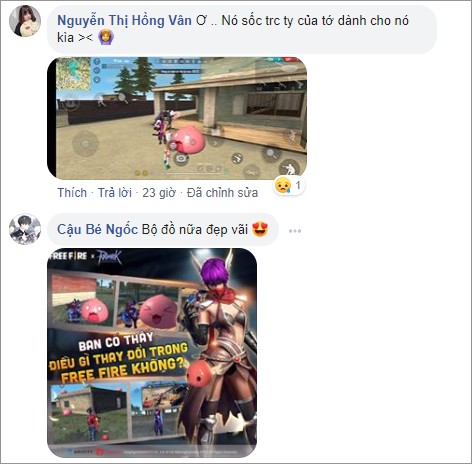 Nguyễn Thị Hồng Vân Ơ .. Nó sốc trc ty của tớ dành cho nó
kia ><
Thích · Trả lời · 23 giờ · Đã chỉnh sửa
1
Cậu Bé Ngốc Bộ đồ nữa đẹp vãi
FREE FIRE x
BẠN CÓ THẤY
ĐIỀU GÌ THAY ĐỔI TRONG
FREE FIRE KHÔNG?